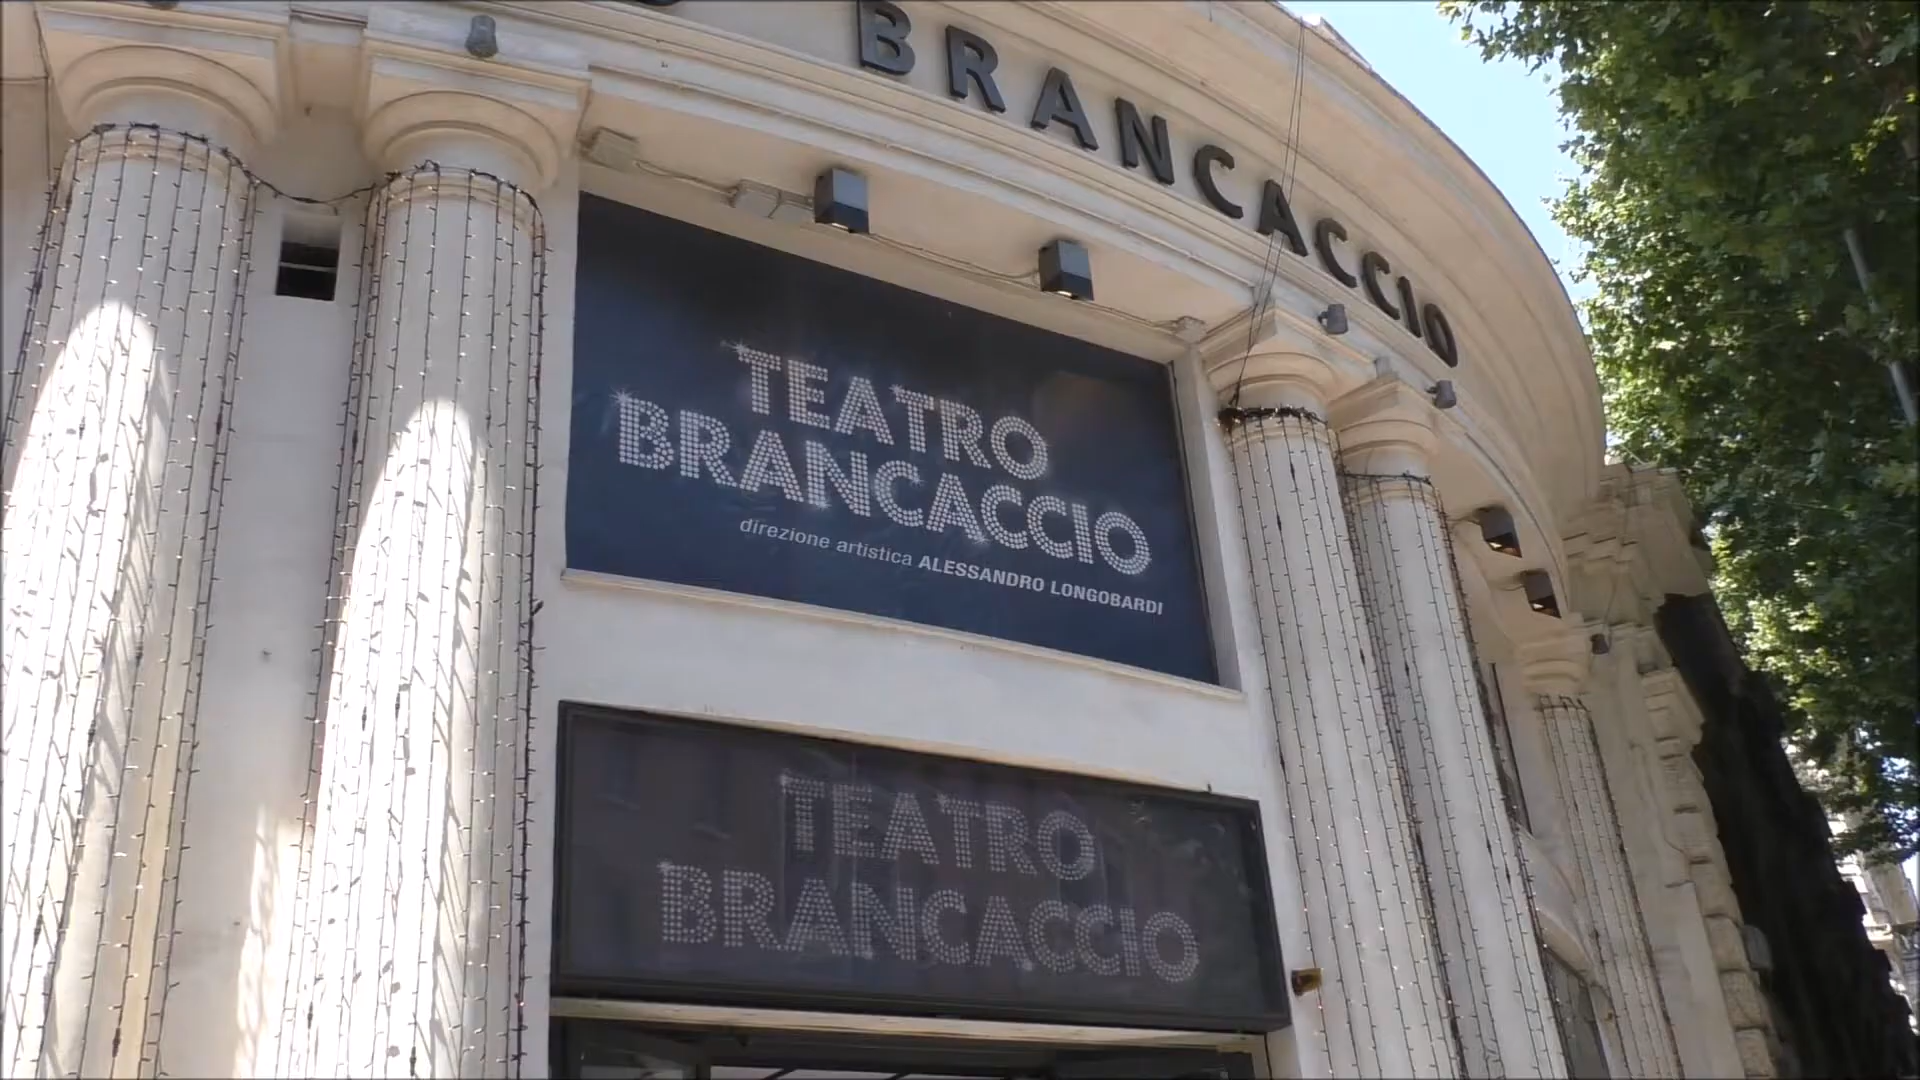 BRANCACCIO
TEATRO
BRANCACCIO
direzione artistica ALESSANDRO LONGOBARDI
TEATRO
BRANCACCIO